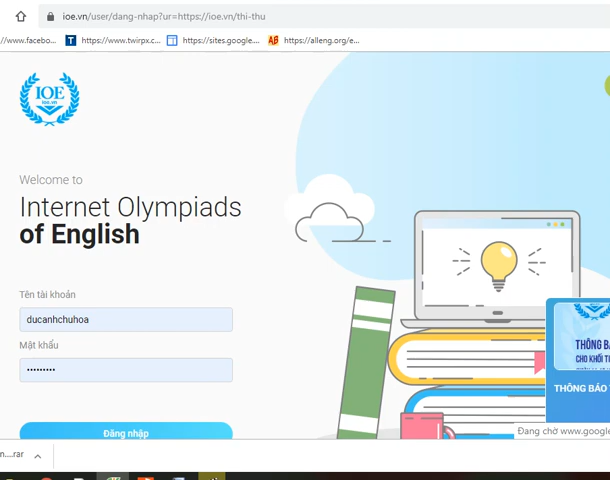 ioe.vn/user/dang-nhap?ur=https://ioe.vn/thi-thu
//www.facebo... T https://www.twirpx.c... https://sites.google.... https://alleng.org/e...
IOE
ioe.vn
Welcome to
Internet Olympiads
of English
Tên tài khoản
ducanhchuhoa
Mật khẩu
•••••••••
Đăng nhập
THÔNG B
CHO KHỐI T
THÔNG BÁO
Đang chờ www.google
n....rar